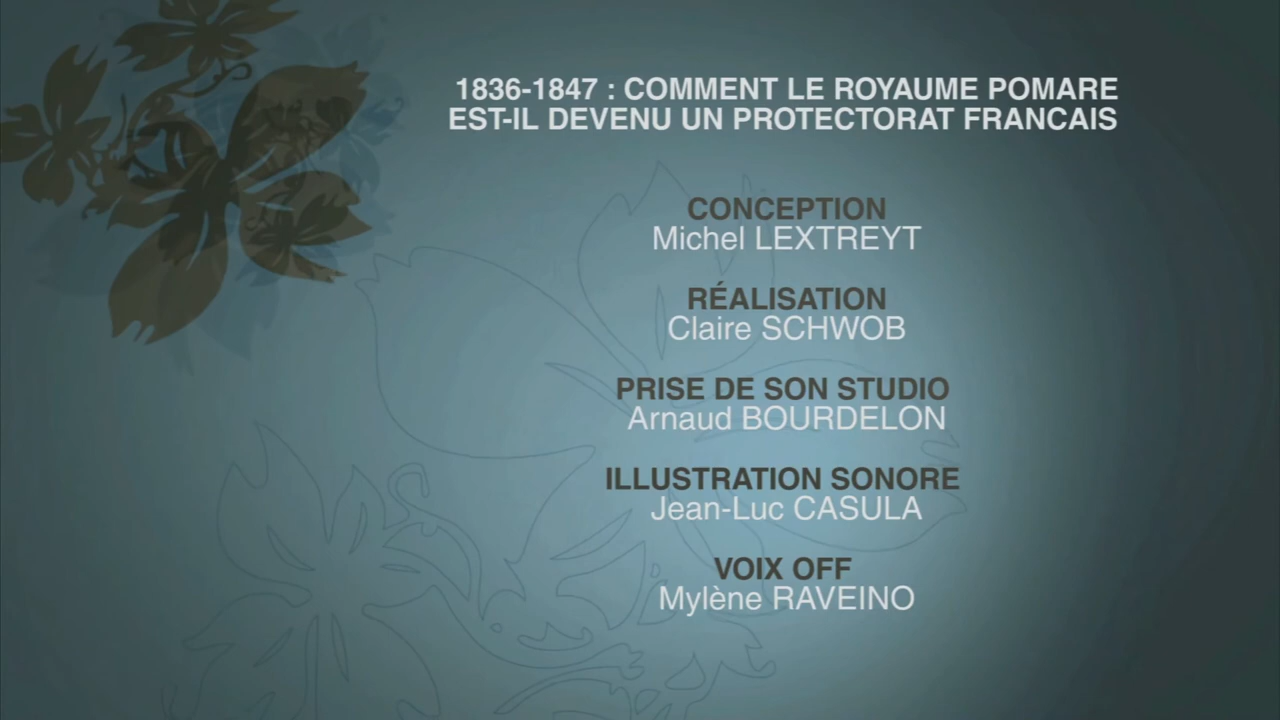 1836-1847 : COMMENT LE ROYAUME POMARE
EST-IL DEVENU UN PROTECTORAT FRANCAIS
CONCEPTION
Michel LEXTREYT
RÉALISATION
Claire SCHWOB
PRISE DE SON STUDIO
Arnaud BOURDELON
ILLUSTRATION SONORE
Jean-Luc CASULA
VOIX OFF
Mylène RAVEINO